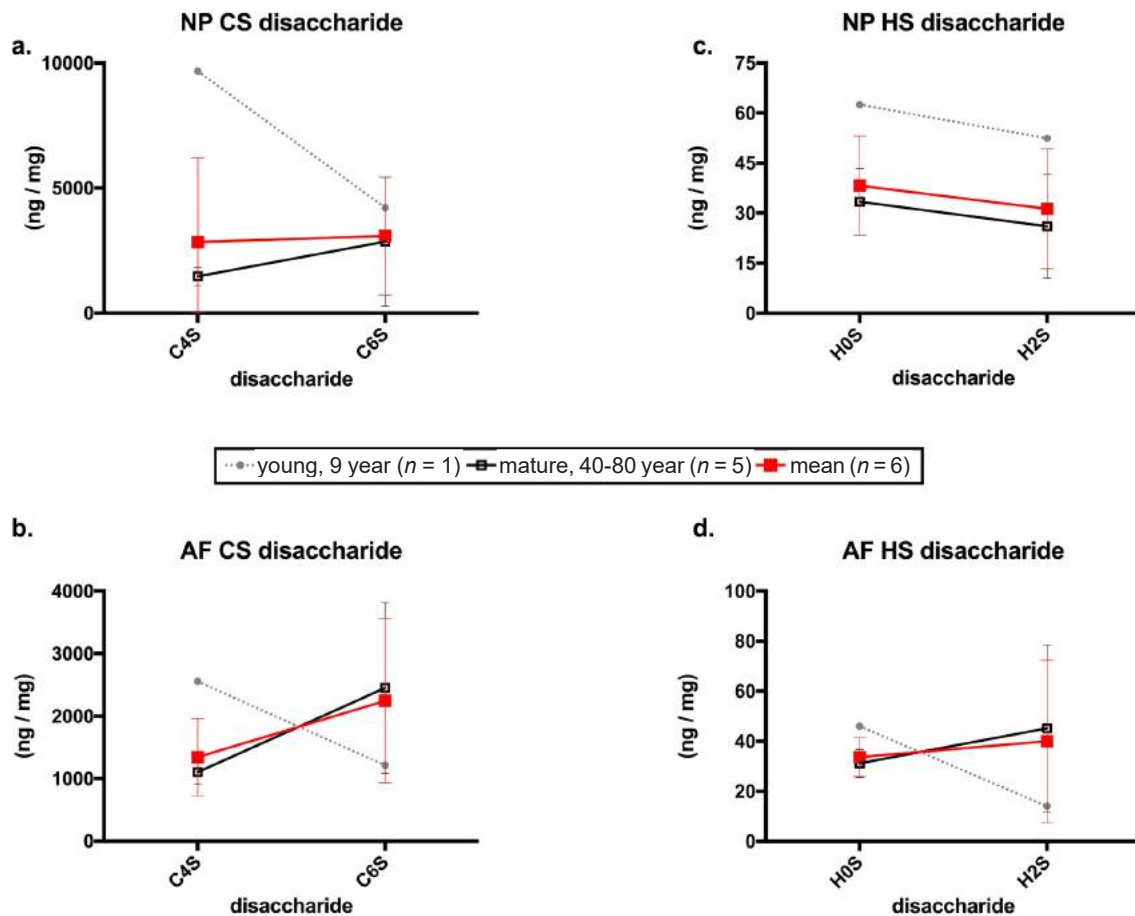 a.
NP CS disaccharide
10000
5000
0
(ng / mg)
C4S
C6S
disaccharide
c.
NP HS disaccharide
75
60
45
30
15
0
(ng / mg)
H0S
H2S
disaccharide
young, 9 year (n = 1) mature, 40-80 year (n = 5) mean (n = 6)
b.
AF CS disaccharide
4000
3000
2000
1000
0
(ng / mg)
C4S
C6S
disaccharide
d.
AF HS disaccharide
100
80
60
40
20
0
(ng / mg)
H0S
H2S
disaccharide